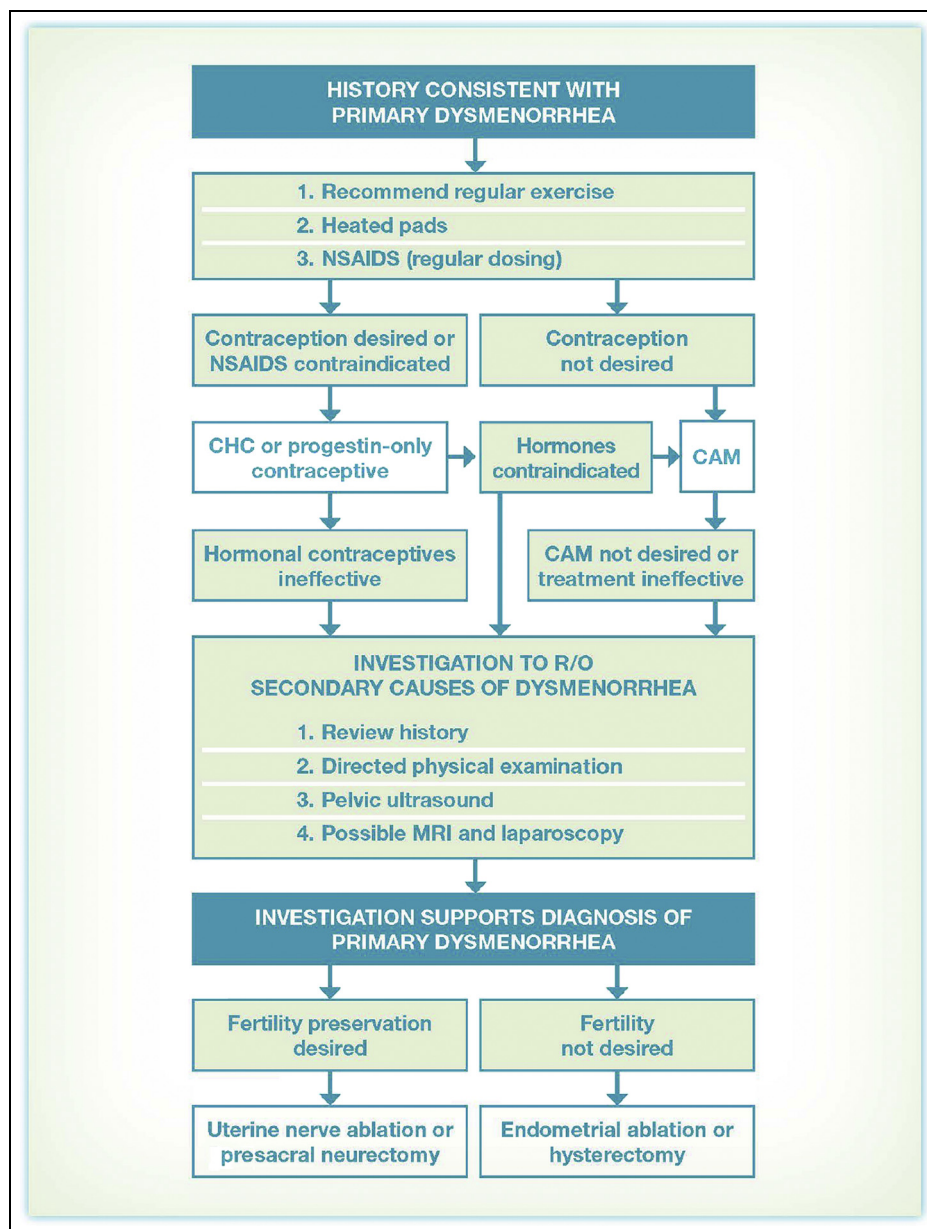 HISTORY CONSISTENT WITH
PRIMARY DYSMENORRHEA
1. Recommend regular exercise
2. Heated pads
3. NSAIDS (regular dosing)
Contraception desired or
NSAIDS contraindicated
Contraception
not desired
CHC or progestin-only
contraceptive
Hormones
contraindicated
CAM
Hormonal contraceptives
ineffective
CAM not desired or
treatment ineffective
INVESTIGATION TO R/O
SECONDARY CAUSES OF DYSMENORRHEA
1. Review history
2. Directed physical examination
3. Pelvic ultrasound
4. Possible MRI and laparoscopy
INVESTIGATION SUPPORTS DIAGNOSIS OF
PRIMARY DYSMENORRHEA
Fertility preservation
desired
Fertility
not desired
Uterine nerve ablation or
presacral neurectomy
Endometrial ablation or
hysterectomy